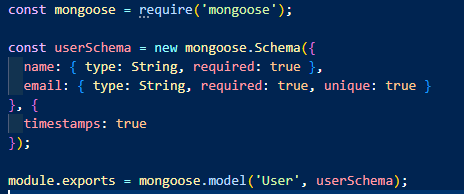 const mongoose = require('mongoose');
const userSchema = new mongoose.Schema({
  name: { type: String, required: true },
  email: { type: String, required: true, unique: true }
}, {
  timestamps: true
});
module.exports = mongoose.model('User', userSchema);